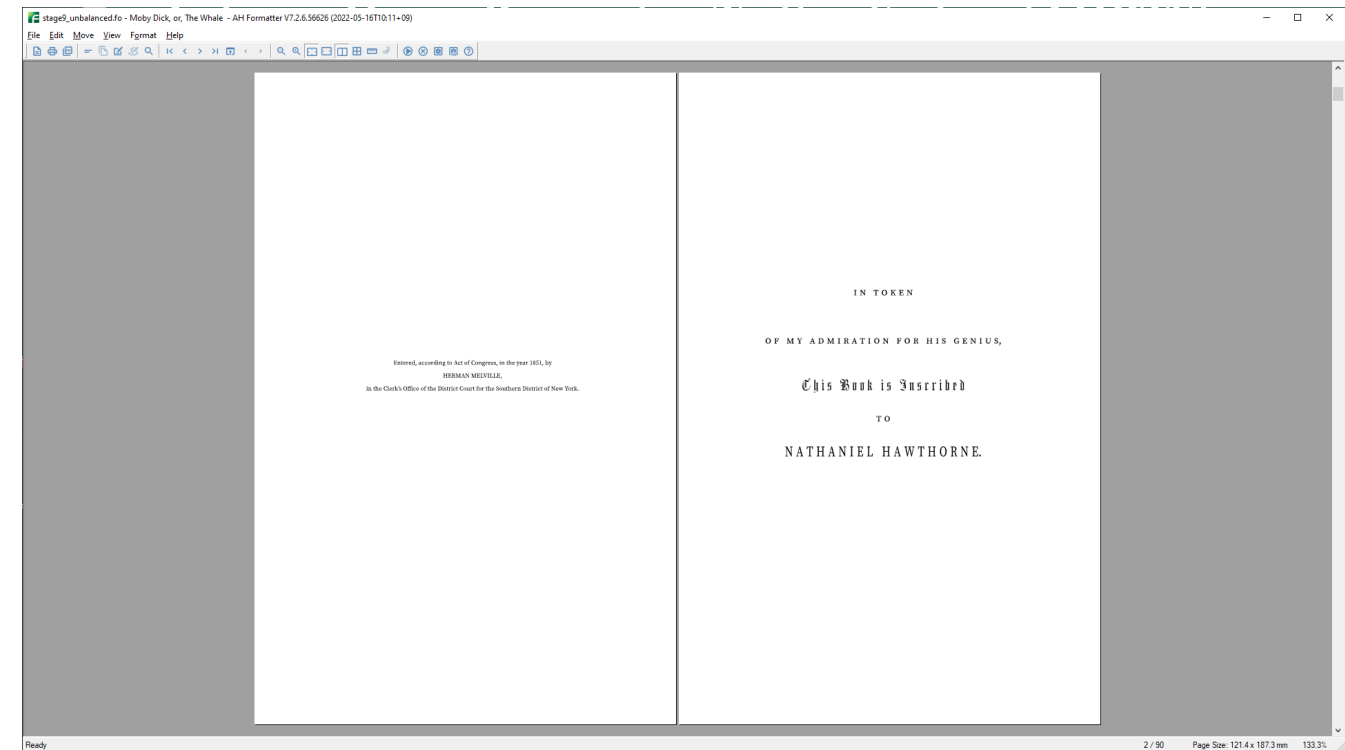 stage9_unbalanced.fo - Moby Dick, or, The Whale - AH Formatter V7.2.6.56626 (2022-05-16T10:11+09)
File Edit Move View Format Help
Entered, according to Act of Congress, in the year 1851, by
HERMAN MELVILLE,
in the Clerk's Office of the District Court for the Southern District of New York.
IN TOKEN
OF MY ADMIRATION FOR HIS GENIUS,
This Book is Inscribed
TO
NATHANIEL HAWTHORNE.
Ready 2 / 90 Page Size: 121.4 x 187.3 mm 133.3%